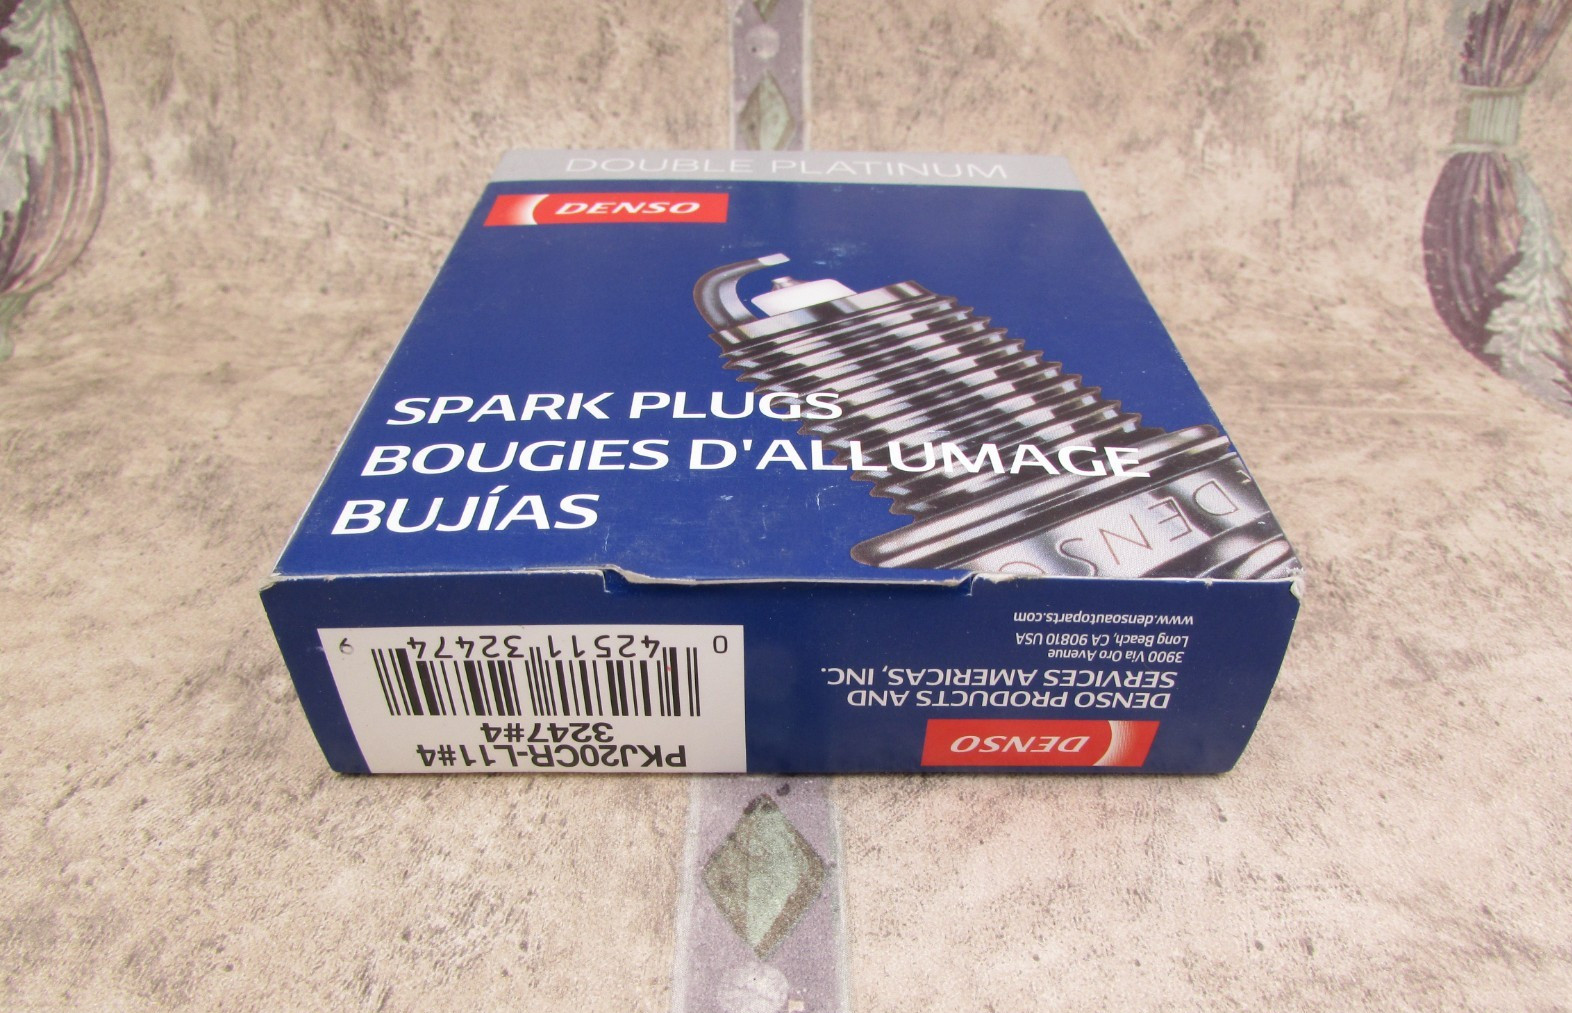 DOUBLE PLATINUM
DENSO
SPARK PLUGS
BOUGIES D'ALLUMAGE
BUJÍAS
DENSO
PKJ20CR-L11#4
3247#4
0 42511 32474 9
DENSO
DENSO PRODUCTS AND
SERVICES AMERICAS, INC.
3900 Via Oro Avenue
Long Beach, CA 90810 USA
www.densoautoparts.com